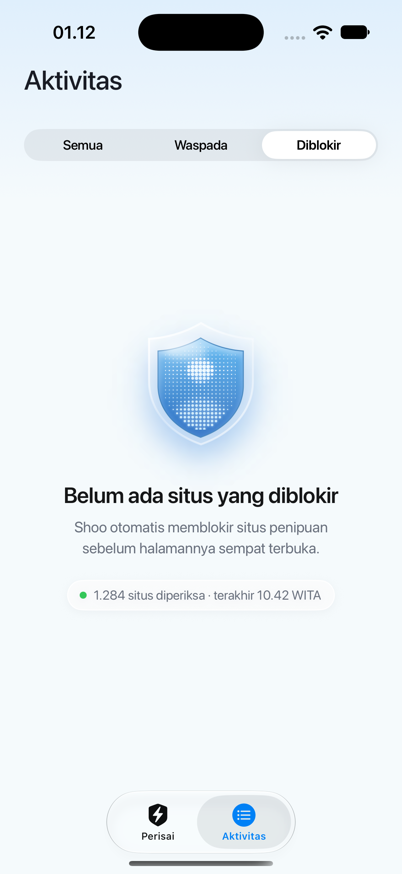 01.12
Aktivitas
Semua
Waspada
Diblokir
Belum ada situs yang diblokir
Shoo otomatis memblokir situs penipuan
sebelum halamannya sempat terbuka.
1.284 situs diperiksa · terakhir 10.42 WITA
Perisai
Aktivitas